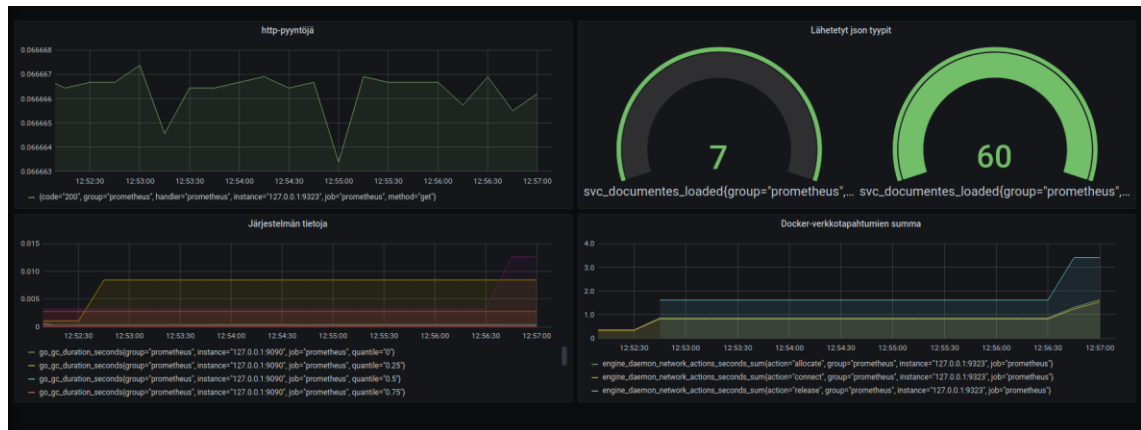 http-pyyntöjä
0.066668
0.066667
0.066666
0.066665
0.066664
0.066663
12:52:30 12:53:00 12:53:30 12:54:00 12:54:30 12:55:00 12:55:30 12:56:00 12:56:30 12:57:00
{code="200", group="prometheus", handler="prometheus", instance="127.0.0.1:9323", job="prometheus", method="get"}
Lähetetyt json tyypit
7
60
svc_documentes_loaded{group="prometheus",...
svc_documentes_loaded{group="prometheus",...
Järjestelmän tietoja
0.015
0.010
0.005
0
12:52:30 12:53:00 12:53:30 12:54:00 12:54:30 12:55:00 12:55:30 12:56:00 12:56:30 12:57:00
go_gc_duration_seconds{group="prometheus", instance="127.0.0.1:9090", job="prometheus", quantile="0"}
go_gc_duration_seconds{group="prometheus", instance="127.0.0.1:9090", job="prometheus", quantile="0.25"}
go_gc_duration_seconds{group="prometheus", instance="127.0.0.1:9090", job="prometheus", quantile="0.5"}
go_gc_duration_seconds{group="prometheus", instance="127.0.0.1:9090", job="prometheus", quantile="0.75"}
Docker-verkkotapahtumien summa
4.0
3.0
2.0
1.0
0
12:52:30 12:53:00 12:53:30 12:54:00 12:54:30 12:55:00 12:55:30 12:56:00 12:56:30 12:57:00
engine_daemon_network_actions_seconds_sum{action="allocate", group="prometheus", instance="127.0.0.1:9323", job="prometheus"}
engine_daemon_network_actions_seconds_sum{action="connect", group="prometheus", instance="127.0.0.1:9323", job="prometheus"}
engine_daemon_network_actions_seconds_sum{action="release", group="prometheus", instance="127.0.0.1:9323", job="prometheus"}